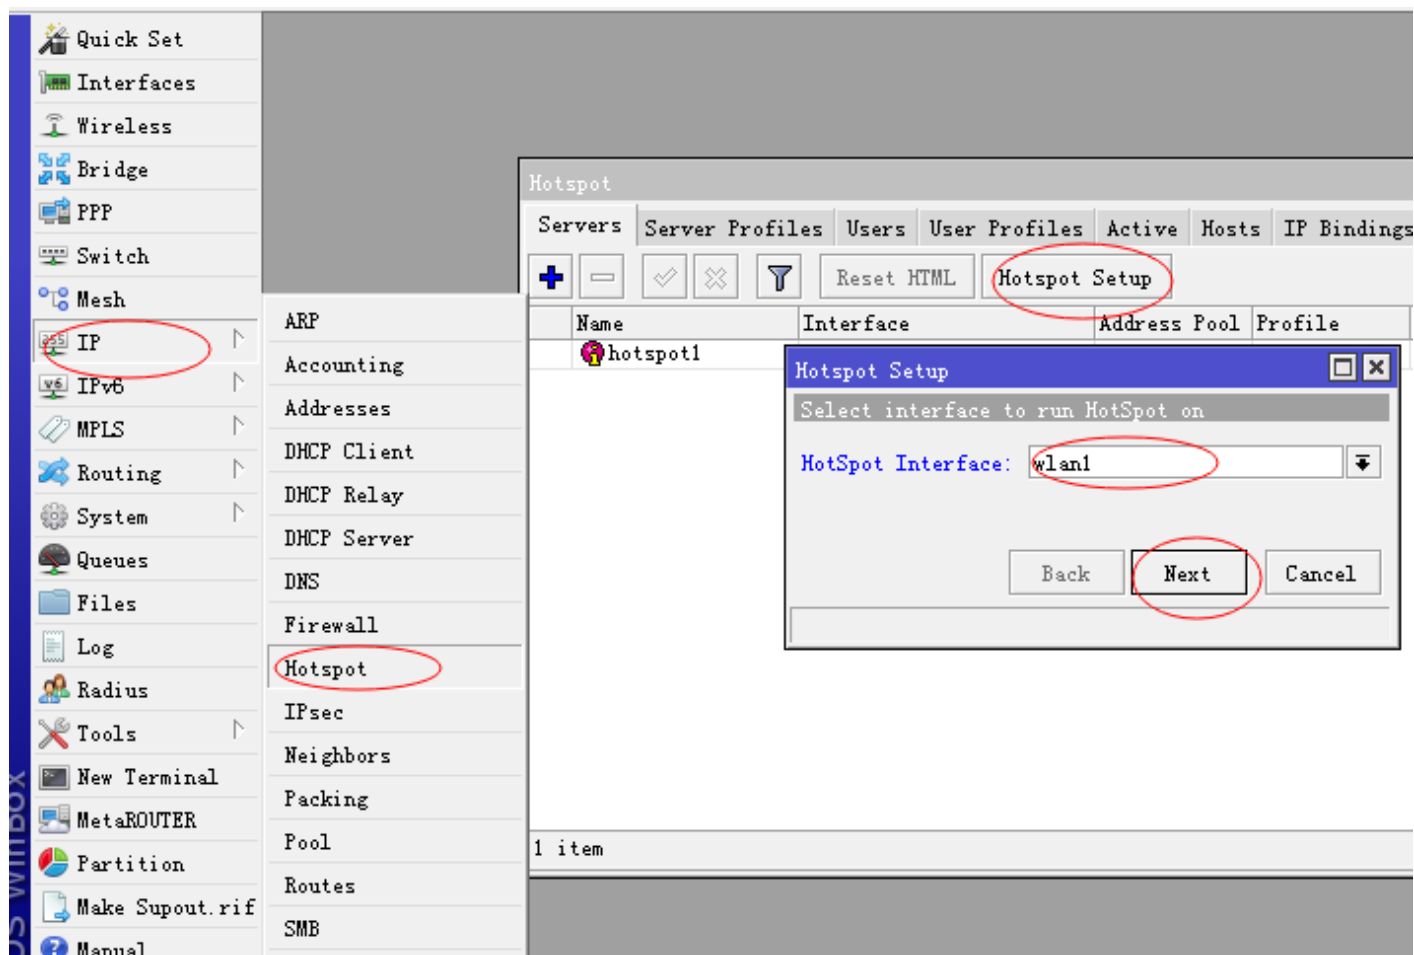 Quick Set
Interfaces
Wireless
Bridge
PPP
Switch
Mesh
IP
IPv6
MPLS
Routing
System
Queues
Files
Log
Radius
Tools
New Terminal
MetaROUTER
Partition
Make Supout.rif
Manual
OS WinBox
ARP
Accounting
Addresses
DHCP Client
DHCP Relay
DHCP Server
DNS
Firewall
Hotspot
IPsec
Neighbors
Packing
Pool
Routes
SMB
Hotspot
Servers Server Profiles Users User Profiles Active Hosts IP Bindings
Reset HTML Hotspot Setup
Name Interface Address Pool Profile
hotspot1
Hotspot Setup
Select interface to run HotSpot on
HotSpot Interface: wlan1
Back Next Cancel
1 item